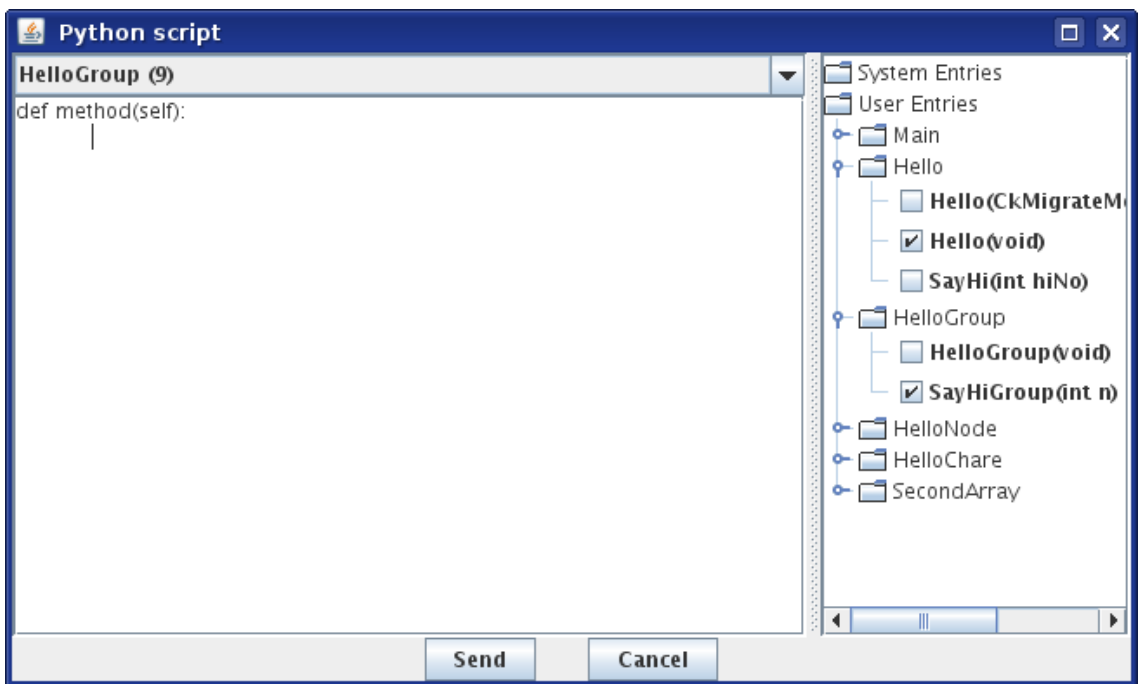 Python script
HelloGroup (9)
def method(self):
System Entries
User Entries
Main
Hello
Hello(CkMigrateM
Hello(void)
SayHi(int hiNo)
HelloGroup
HelloGroup(void)
SayHiGroup(int n)
HelloNode
HelloChare
SecondArray
Send Cancel